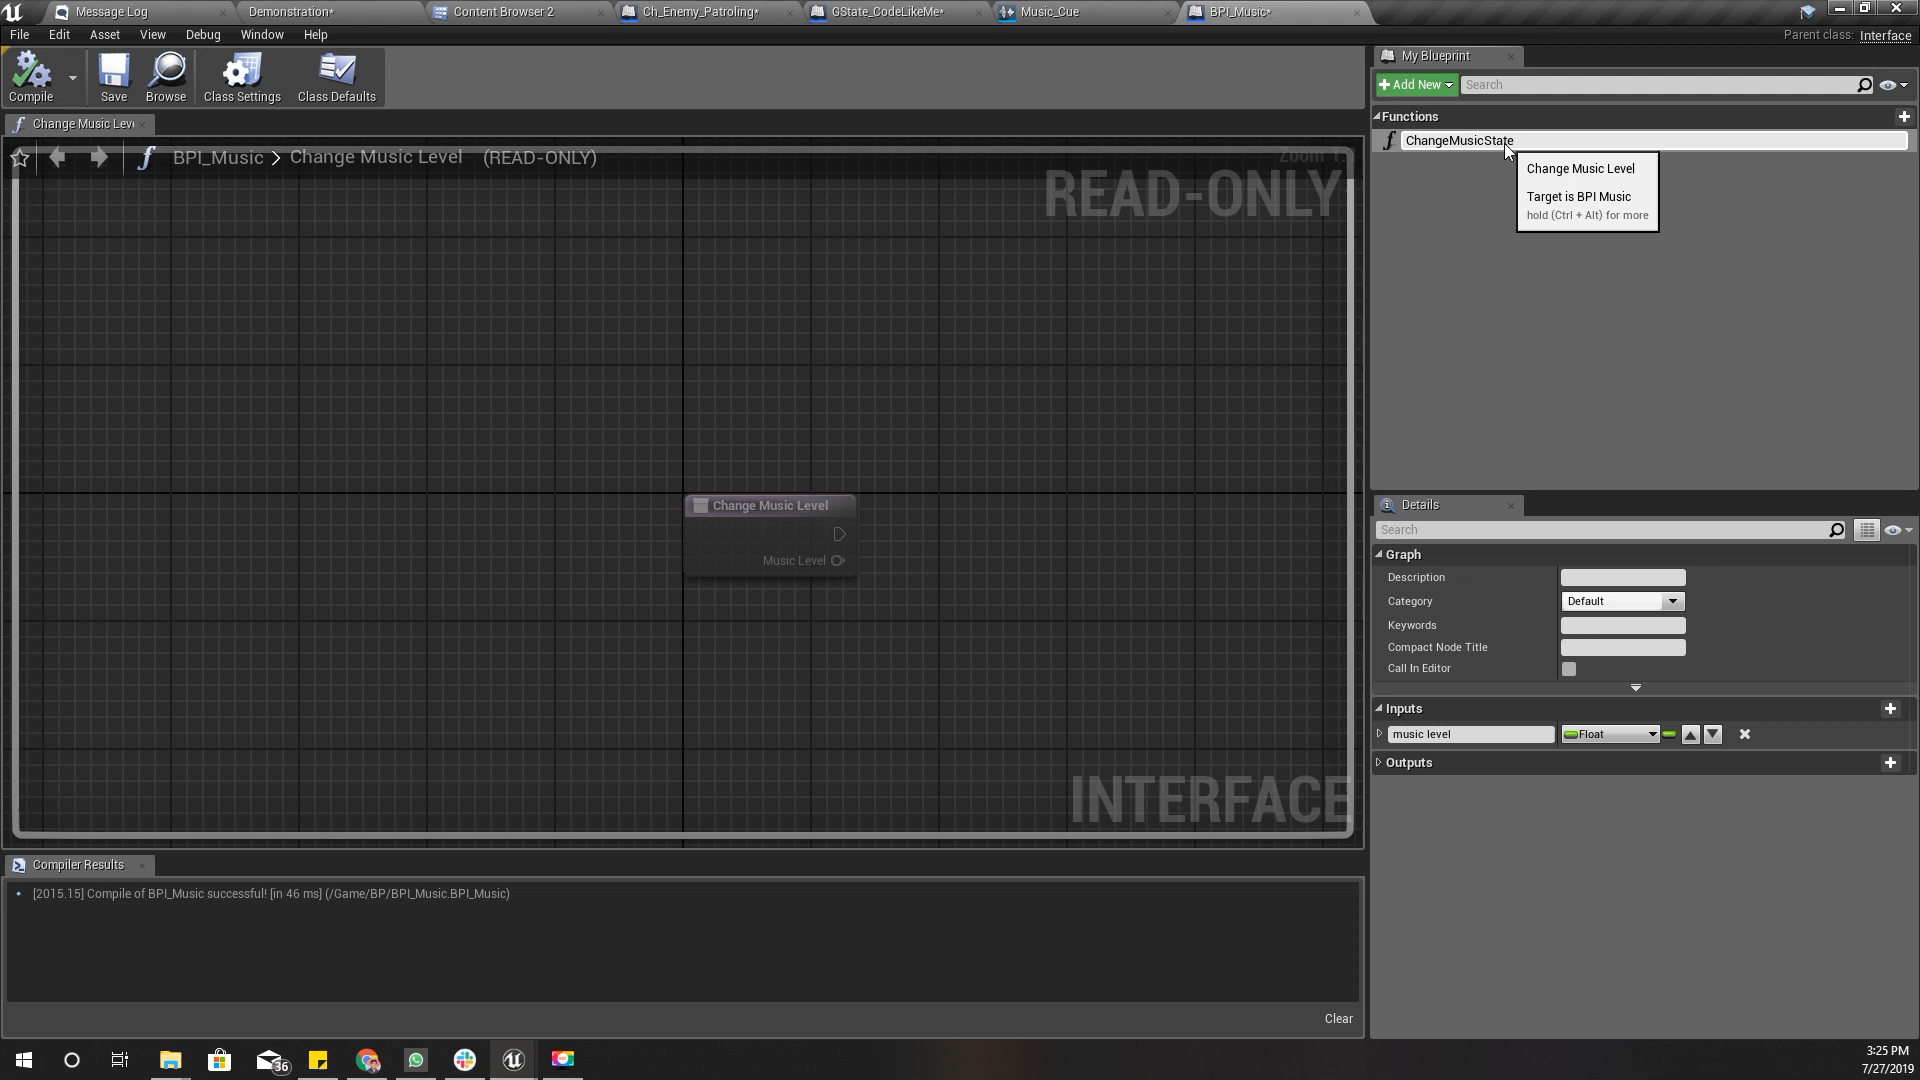 Message Log
Demonstration*
Content Browser 2
Ch_Enemy_Patroling*
GState_CodeLikeMe*
Music_Cue
BPI_Music*
File
Edit
Asset
View
Debug
Window
Help
Parent class: Interface
Compile
Save
Browse
Class Settings
Class Defaults
My Blueprint
Add New
Search
Functions
ChangeMusicState
Change Music Level
Target is BPI Music
hold (Ctrl + Alt) for more
Change Music Lev
BPI_Music > Change Music Level (READ-ONLY)
Zoom 1:1
READ-ONLY
Change Music Level
Music Level
INTERFACE
Details
Search
Graph
Description
Category
Default
Keywords
Compact Node Title
Call In Editor
Inputs
music level
Float
Outputs
Compiler Results
[2015.15] Compile of BPI_Music successful! [in 46 ms] (/Game/BP/BPI_Music.BPI_Music)
Clear
36
3:25 PM
7/27/2019